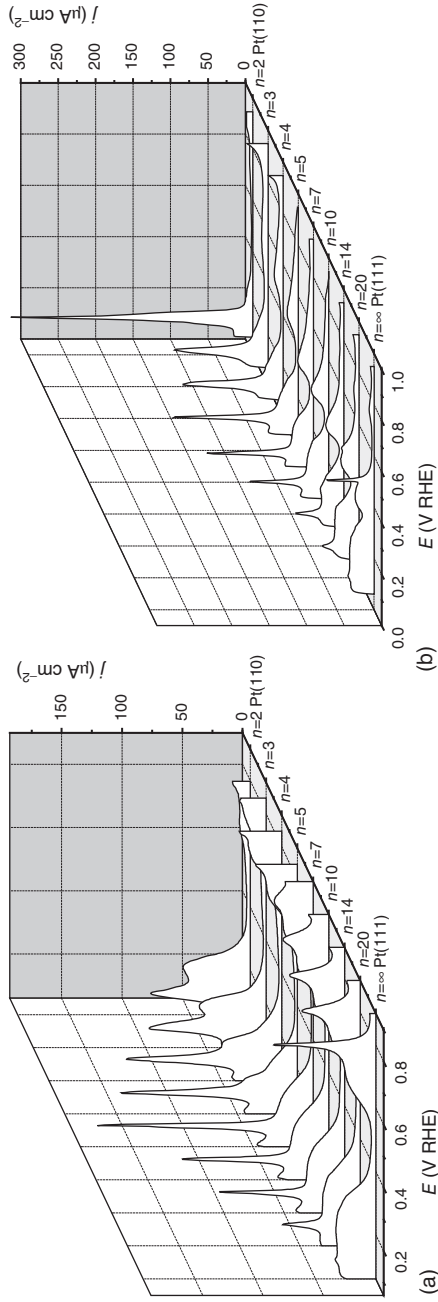 j (μA cm⁻²)
150
100
50
0
n=2 Pt(110)
n=3
n=4
n=5
n=7
n=10
n=14
n=20
n=∞ Pt(111)
0.2
0.4
0.6
0.8
E (V RHE)
(a)
j (μA cm⁻²)
300
250
200
150
100
50
0
n=2 Pt(110)
n=3
n=4
n=5
n=7
n=10
n=14
n=20
n=∞ Pt(111)
0.0
0.2
0.4
0.6
0.8
1.0
E (V RHE)
(b)